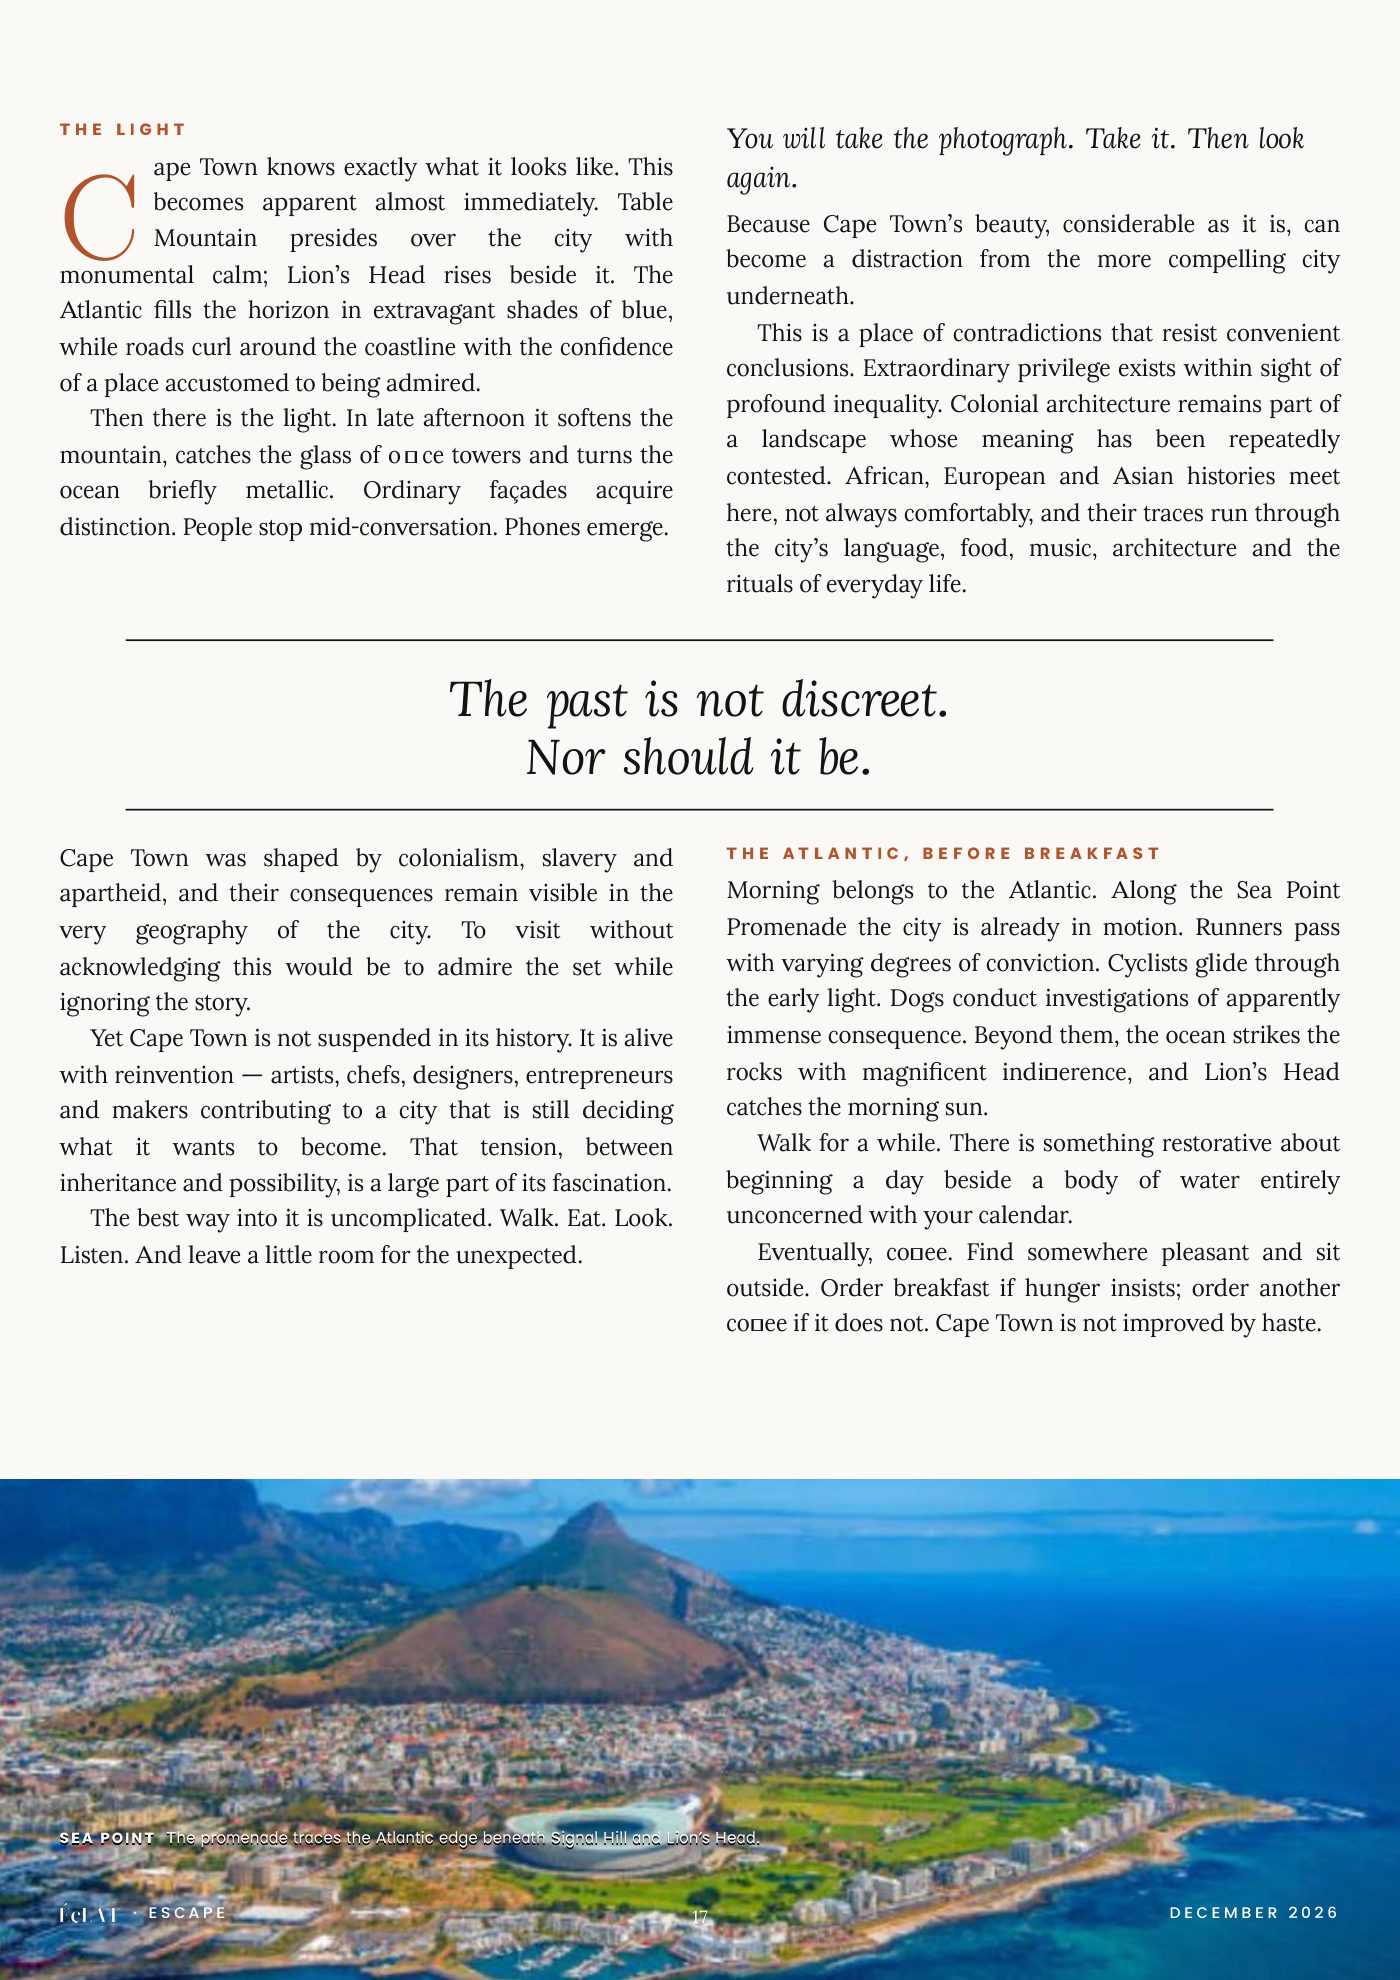 THE LIGHT
Cape Town knows exactly what it looks like. This
becomes apparent almost immediately. Table
Mountain presides over the city with
monumental calm; Lion’s Head rises beside it. The
Atlantic fills the horizon in extravagant shades of blue,
while roads curl around the coastline with the confidence
of a place accustomed to being admired.
Then there is the light. In late afternoon it softens the
mountain, catches the glass of o□ce towers and turns the
ocean briefly metallic. Ordinary façades acquire
distinction. People stop mid-conversation. Phones emerge.
You will take the photograph. Take it. Then look
again.
Because Cape Town’s beauty, considerable as it is, can
become a distraction from the more compelling city
underneath.
This is a place of contradictions that resist convenient
conclusions. Extraordinary privilege exists within sight of
profound inequality. Colonial architecture remains part of
a landscape whose meaning has been repeatedly
contested. African, European and Asian histories meet
here, not always comfortably, and their traces run through
the city’s language, food, music, architecture and the
rituals of everyday life.
The past is not discreet.
Nor should it be.
Cape Town was shaped by colonialism, slavery and
apartheid, and their consequences remain visible in the
very geography of the city. To visit without
acknowledging this would be to admire the set while
ignoring the story.
Yet Cape Town is not suspended in its history. It is alive
with reinvention — artists, chefs, designers, entrepreneurs
and makers contributing to a city that is still deciding
what it wants to become. That tension, between
inheritance and possibility, is a large part of its fascination.
The best way into it is uncomplicated. Walk. Eat. Look.
Listen. And leave a little room for the unexpected.
THE ATLANTIC, BEFORE BREAKFAST
Morning belongs to the Atlantic. Along the Sea Point
Promenade the city is already in motion. Runners pass
with varying degrees of conviction. Cyclists glide through
the early light. Dogs conduct investigations of apparently
immense consequence. Beyond them, the ocean strikes the
rocks with magnificent indi□erence, and Lion’s Head
catches the morning sun.
Walk for a while. There is something restorative about
beginning a day beside a body of water entirely
unconcerned with your calendar.
Eventually, co□ee. Find somewhere pleasant and sit
outside. Order breakfast if hunger insists; order another
co□ee if it does not. Cape Town is not improved by haste.
SEA POINT The promenade traces the Atlantic edge beneath Signal Hill and Lion’s Head.
ÉcLAT · ESCAPE
17
DECEMBER 2026